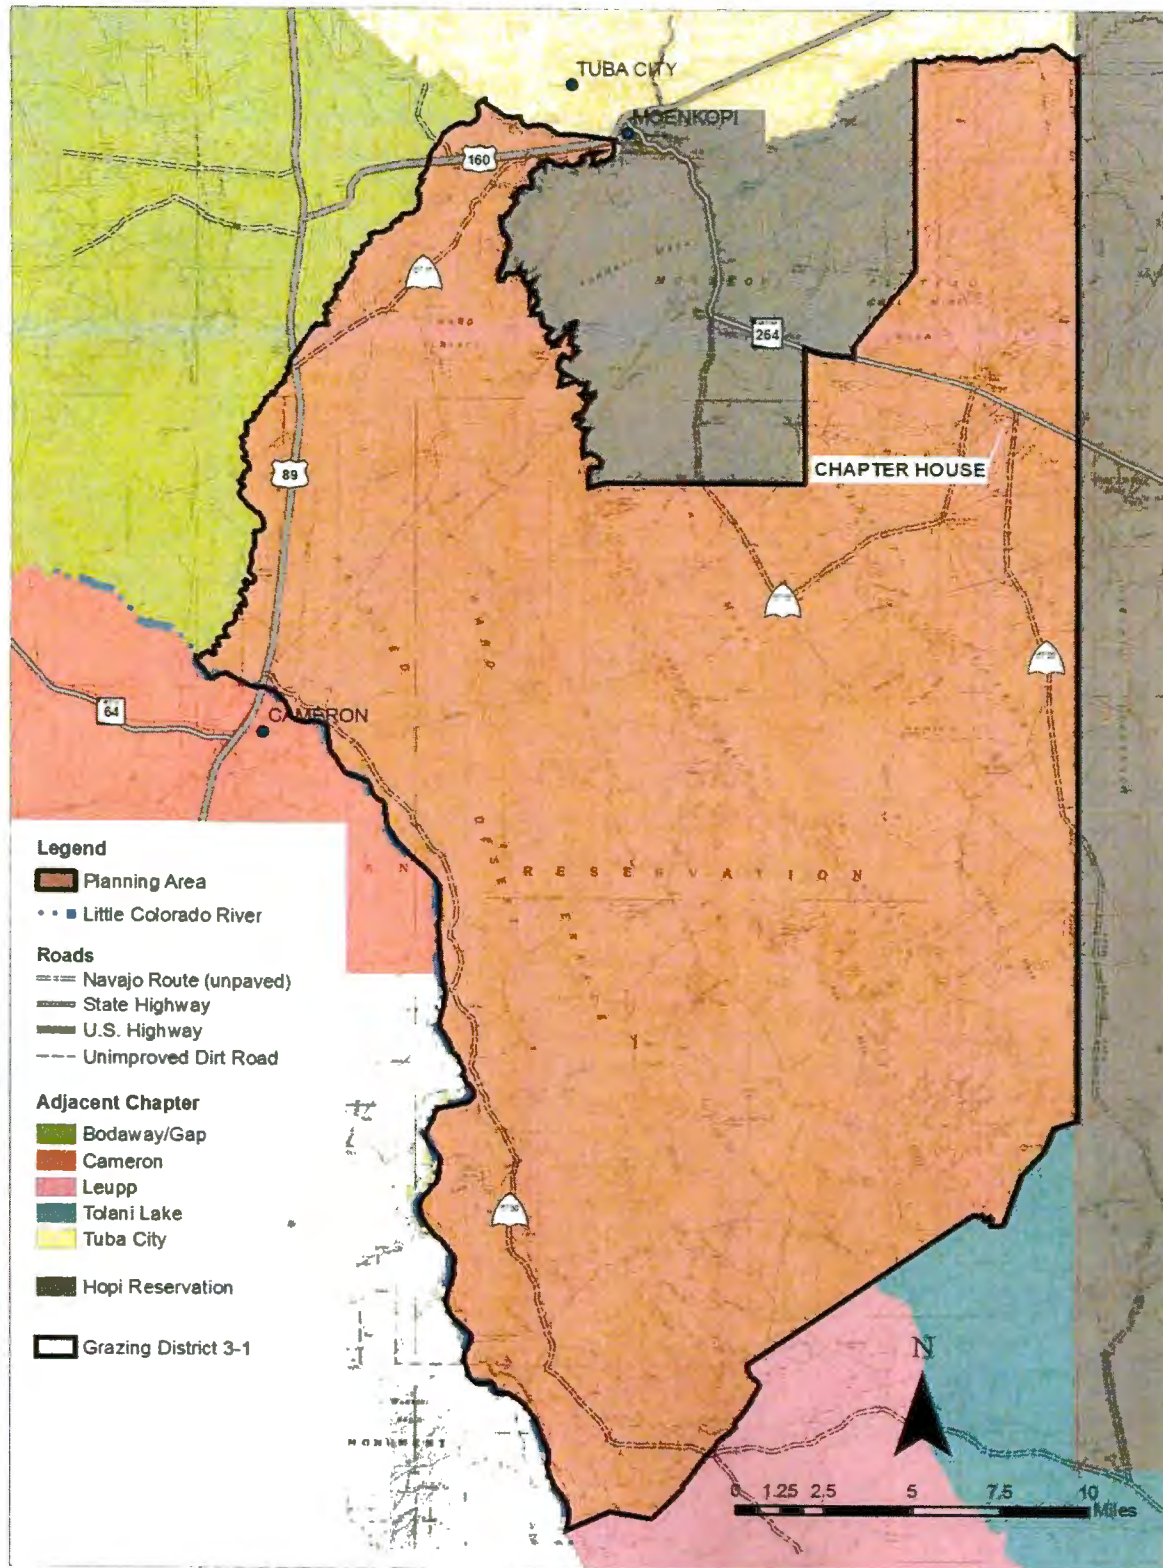 TUBA CITY
MOENKOPI
160
264
89
CHAPTER HOUSE
64
CAMERON
RESERVATION
MONUMENT
Legend
Planning Area
Little Colorado River
Roads
Navajo Route (unpaved)
State Highway
U.S. Highway
Unimproved Dirt Road
Adjacent Chapter
Bodaway/Gap
Cameron
Leupp
Tolani Lake
Tuba City
Hopi Reservation
Grazing District 3-1
N
0 1.25 2.5 5 7.5 10
Miles